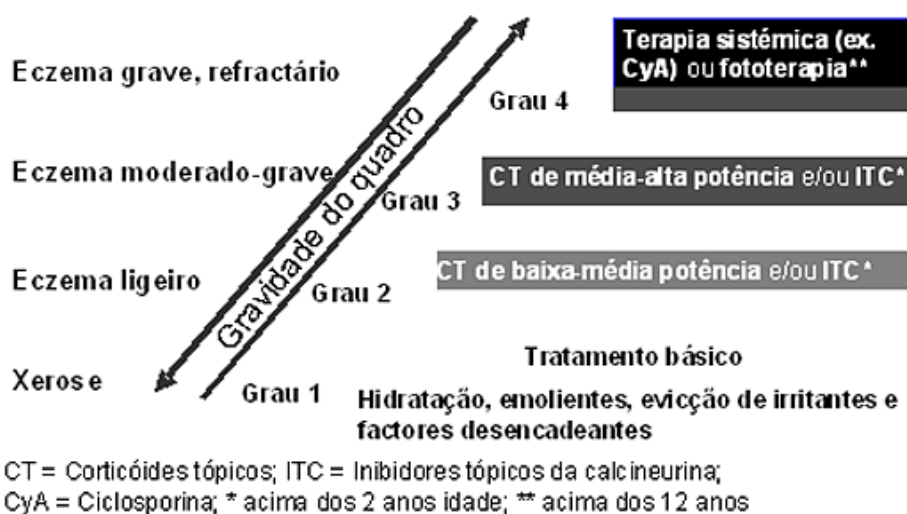 Terapia sistémica (ex.
CyA) ou fototerapia**
Eczema grave, refractário
Grau 4
Gravidade do quadro
Eczema moderado-grave
CT de média-alta potência e/ou ITC*
Grau 3
CT de baixa-média potência e/ou ITC*
Eczema ligeiro
Grau 2
Tratamento básico
Xerose
Grau 1
Hidratação, emolientes, evicção de irritantes e
factores desencadeantes
CT = Corticóides tópicos; ITC = Inibidores tópicos da calcineurina;
CyA = Ciclosporina; * acima dos 2 anos idade; ** acima dos 12 anos